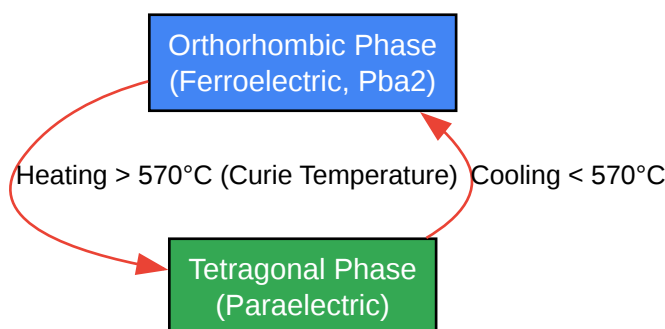 Orthorhombic Phase
(Ferroelectric, Pba2)
Heating > 570°C (Curie Temperature)
Cooling < 570°C
Tetragonal Phase
(Paraelectric)